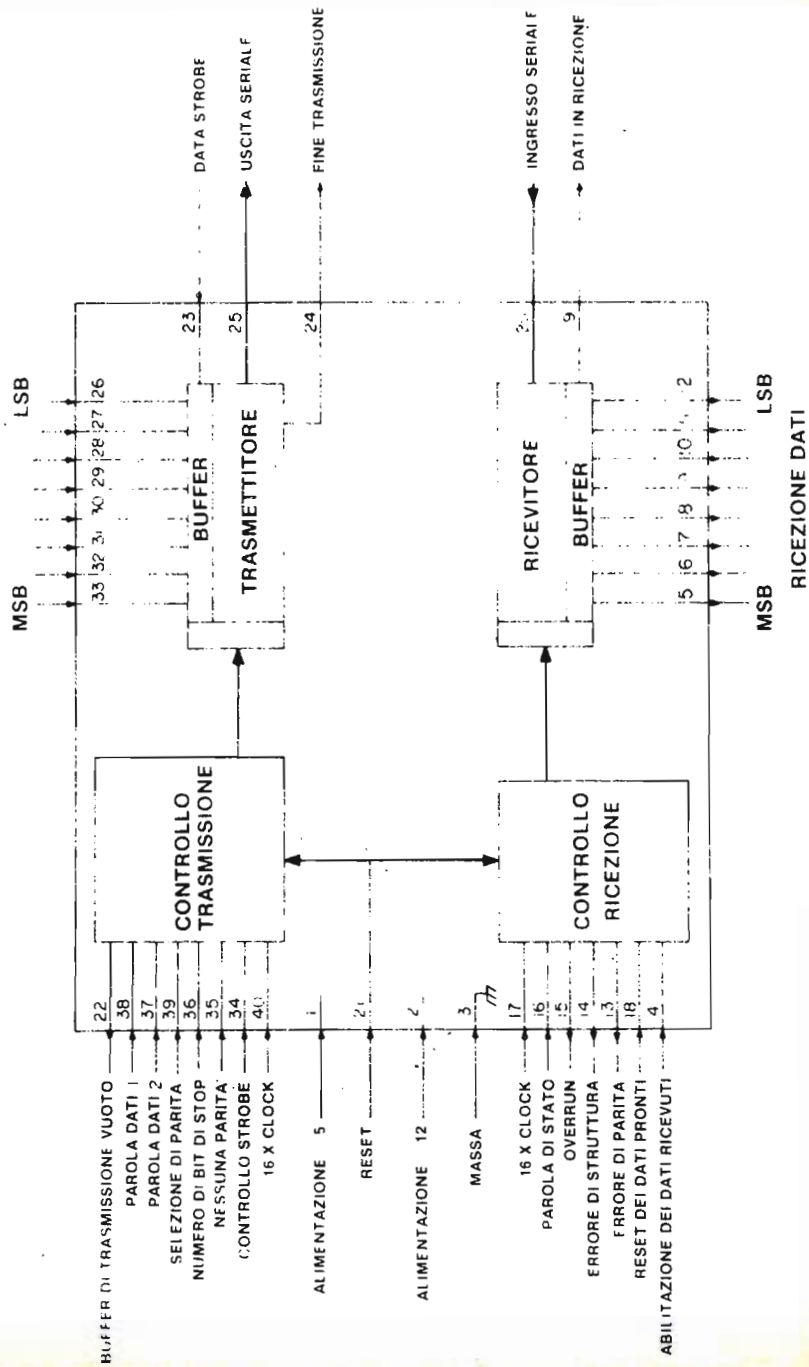 MSB
LSB
33 32 31 30 29 28 27 26
BUFFER
TRASMETTITORE
23
DATA STROBE
25
USCITA SERIALE
24
FINE TRASMISSIONE
CONTROLLO
TRASMISSIONE
22
BUFFER DI TRASMISSIONE VUOTO
38
PAROLA DATI 1
37
PAROLA DATI 2
39
SELEZIONE DI PARITA
36
NUMERO DI BIT DI STOP
35
NESSUNA PARITA'
34
CONTROLLO STROBE
40
16 X CLOCK
1
ALIMENTAZIONE 5
RESET
2
ALIMENTAZIONE 12
3
MASSA
17
16 X CLOCK
16
PAROLA DI STATO
15
OVERRUN
14
ERRORE DI STRUTTURA
13
ERRORE DI PARITA
18
RESET DEI DATI PRONTI
4
ABILITAZIONE DEI DATI RICEVUTI
CONTROLLO
RICEZIONE
RICEVITORE
BUFFER
INGRESSO SERIALE
9
DATI IN RICEZIONE
5 6 7 8
MSB
LSB
RICEZIONE DATI